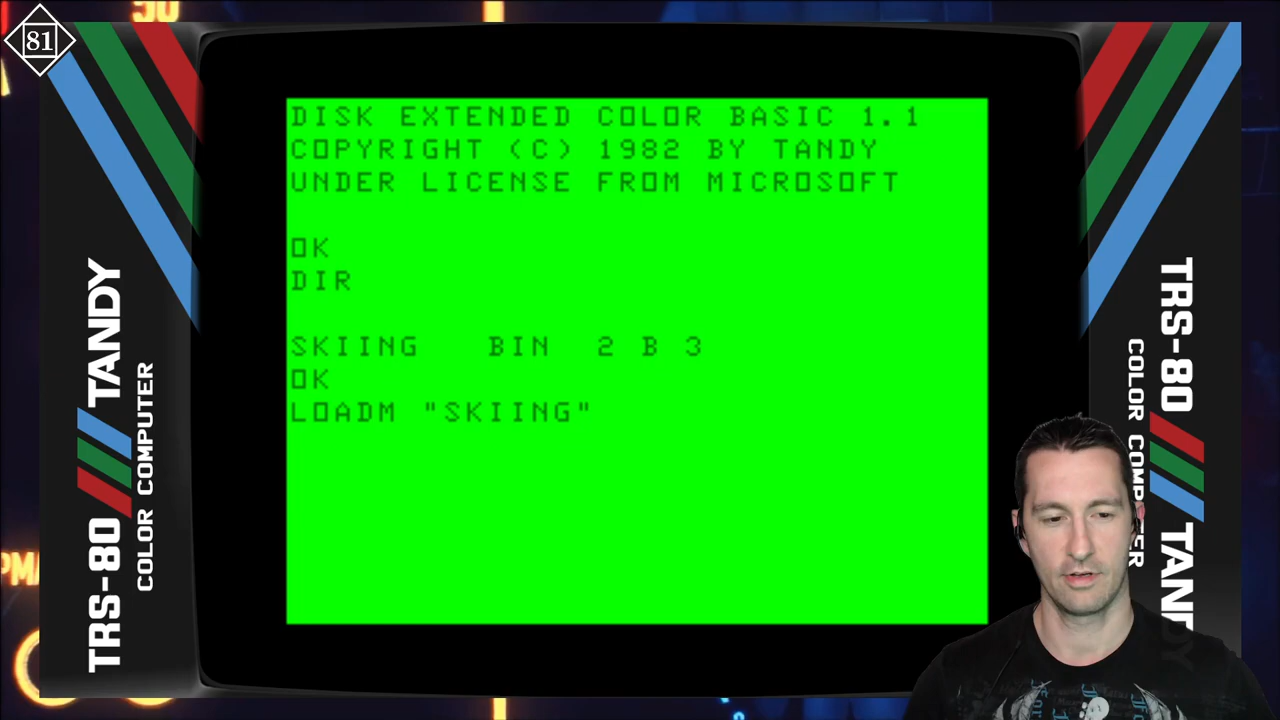 81
50
DISK EXTENDED COLOR BASIC 1.1
COPYRIGHT (C) 1982 BY TANDY
UNDER LICENSE FROM MICROSOFT
OK
DIR
SKIING BIN 2 B 3
OK
LOADM "SKIING"
TRS-80 TANDY
COLOR COMPUTER
TRS-80 TANDY
COLOR COMPUTER